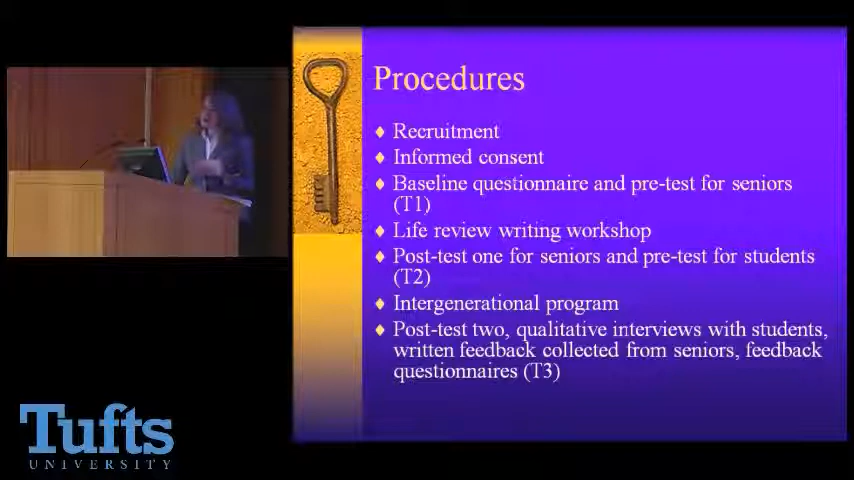 Procedures
Recruitment
Informed consent
Baseline questionnaire and pre-test for seniors
(T1)
Life review writing workshop
Post-test one for seniors and pre-test for students
(T2)
Intergenerational program
Post-test two, qualitative interviews with students,
written feedback collected from seniors, feedback
questionnaires (T3)
Tufts
UNIVERSITY